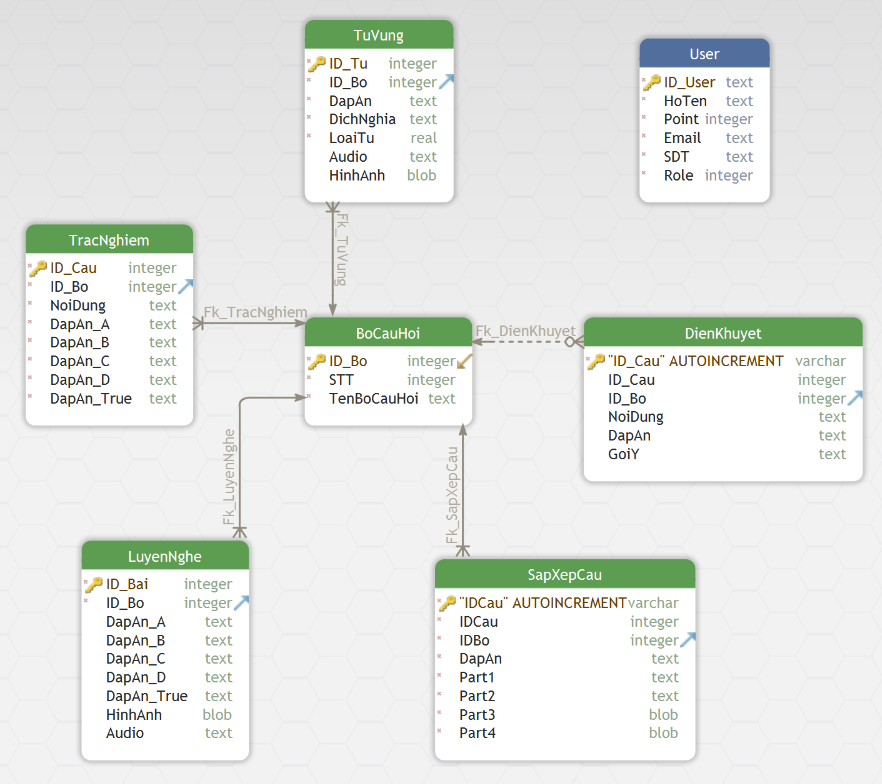 TuVung
ID_Tu integer
ID_Bo integer
DapAn text
DichNghia text
LoaiTu real
Audio text
HinhAnh blob
User
ID_User text
HoTen text
Point integer
Email text
SDT text
Role integer
Fk_TuVung
TracNghiem
ID_Cau integer
ID_Bo integer
NoiDung text
DapAn_A text
DapAn_B text
DapAn_C text
DapAn_D text
DapAn_True text
Fk_TracNghiem
BoCauHoi
ID_Bo integer
STT integer
TenBoCauHoi text
Fk_DienKhuyet
DienKhuyet
"ID_Cau" AUTOINCREMENT varchar
ID_Cau integer
ID_Bo integer
NoiDung text
DapAn text
GoiY text
Fk_LuyenNghe
Fk_SapXepCau
LuyenNghe
ID_Bai integer
ID_Bo integer
DapAn_A text
DapAn_B text
DapAn_C text
DapAn_D text
DapAn_True text
HinhAnh blob
Audio text
SapXepCau
"IDCau" AUTOINCREMENT varchar
IDCau integer
IDBo integer
DapAn text
Part1 text
Part2 text
Part3 blob
Part4 blob